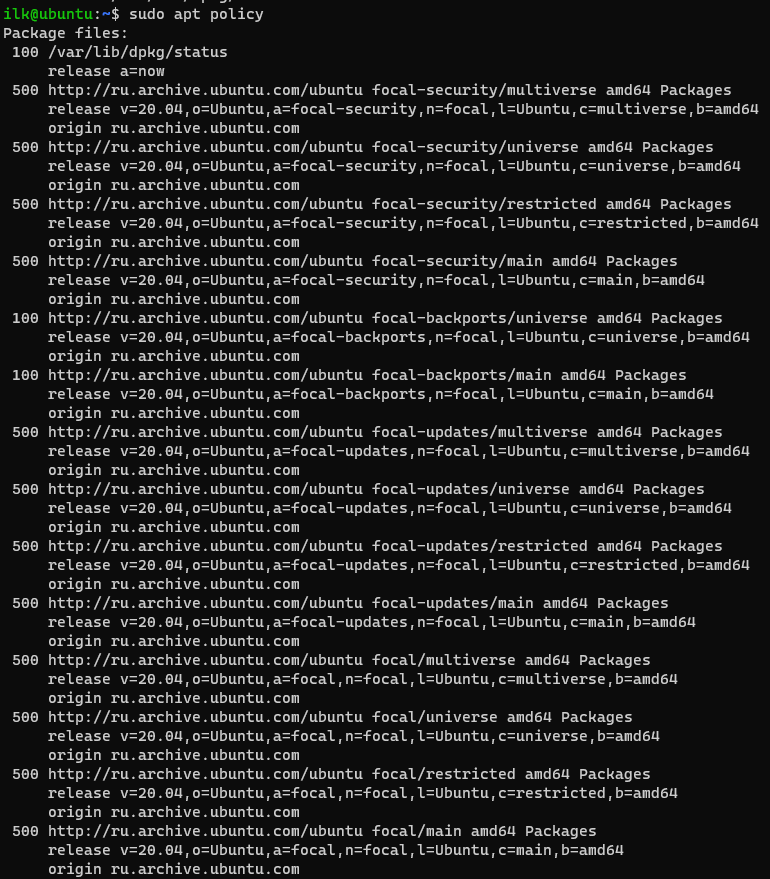 ilk@ubuntu:~$ sudo apt policy
Package files:
 100 /var/lib/dpkg/status
     release a=now
 500 http://ru.archive.ubuntu.com/ubuntu focal-security/multiverse amd64 Packages
     release v=20.04,o=Ubuntu,a=focal-security,n=focal,l=Ubuntu,c=multiverse,b=amd64
     origin ru.archive.ubuntu.com
 500 http://ru.archive.ubuntu.com/ubuntu focal-security/universe amd64 Packages
     release v=20.04,o=Ubuntu,a=focal-security,n=focal,l=Ubuntu,c=universe,b=amd64
     origin ru.archive.ubuntu.com
 500 http://ru.archive.ubuntu.com/ubuntu focal-security/restricted amd64 Packages
     release v=20.04,o=Ubuntu,a=focal-security,n=focal,l=Ubuntu,c=restricted,b=amd64
     origin ru.archive.ubuntu.com
 500 http://ru.archive.ubuntu.com/ubuntu focal-security/main amd64 Packages
     release v=20.04,o=Ubuntu,a=focal-security,n=focal,l=Ubuntu,c=main,b=amd64
     origin ru.archive.ubuntu.com
 100 http://ru.archive.ubuntu.com/ubuntu focal-backports/universe amd64 Packages
     release v=20.04,o=Ubuntu,a=focal-backports,n=focal,l=Ubuntu,c=universe,b=amd64
     origin ru.archive.ubuntu.com
 100 http://ru.archive.ubuntu.com/ubuntu focal-backports/main amd64 Packages
     release v=20.04,o=Ubuntu,a=focal-backports,n=focal,l=Ubuntu,c=main,b=amd64
     origin ru.archive.ubuntu.com
 500 http://ru.archive.ubuntu.com/ubuntu focal-updates/multiverse amd64 Packages
     release v=20.04,o=Ubuntu,a=focal-updates,n=focal,l=Ubuntu,c=multiverse,b=amd64
     origin ru.archive.ubuntu.com
 500 http://ru.archive.ubuntu.com/ubuntu focal-updates/universe amd64 Packages
     release v=20.04,o=Ubuntu,a=focal-updates,n=focal,l=Ubuntu,c=universe,b=amd64
     origin ru.archive.ubuntu.com
 500 http://ru.archive.ubuntu.com/ubuntu focal-updates/restricted amd64 Packages
     release v=20.04,o=Ubuntu,a=focal-updates,n=focal,l=Ubuntu,c=restricted,b=amd64
     origin ru.archive.ubuntu.com
 500 http://ru.archive.ubuntu.com/ubuntu focal-updates/main amd64 Packages
     release v=20.04,o=Ubuntu,a=focal-updates,n=focal,l=Ubuntu,c=main,b=amd64
     origin ru.archive.ubuntu.com
 500 http://ru.archive.ubuntu.com/ubuntu focal/multiverse amd64 Packages
     release v=20.04,o=Ubuntu,a=focal,n=focal,l=Ubuntu,c=multiverse,b=amd64
     origin ru.archive.ubuntu.com
 500 http://ru.archive.ubuntu.com/ubuntu focal/universe amd64 Packages
     release v=20.04,o=Ubuntu,a=focal,n=focal,l=Ubuntu,c=universe,b=amd64
     origin ru.archive.ubuntu.com
 500 http://ru.archive.ubuntu.com/ubuntu focal/restricted amd64 Packages
     release v=20.04,o=Ubuntu,a=focal,n=focal,l=Ubuntu,c=restricted,b=amd64
     origin ru.archive.ubuntu.com
 500 http://ru.archive.ubuntu.com/ubuntu focal/main amd64 Packages
     release v=20.04,o=Ubuntu,a=focal,n=focal,l=Ubuntu,c=main,b=amd64
     origin ru.archive.ubuntu.com